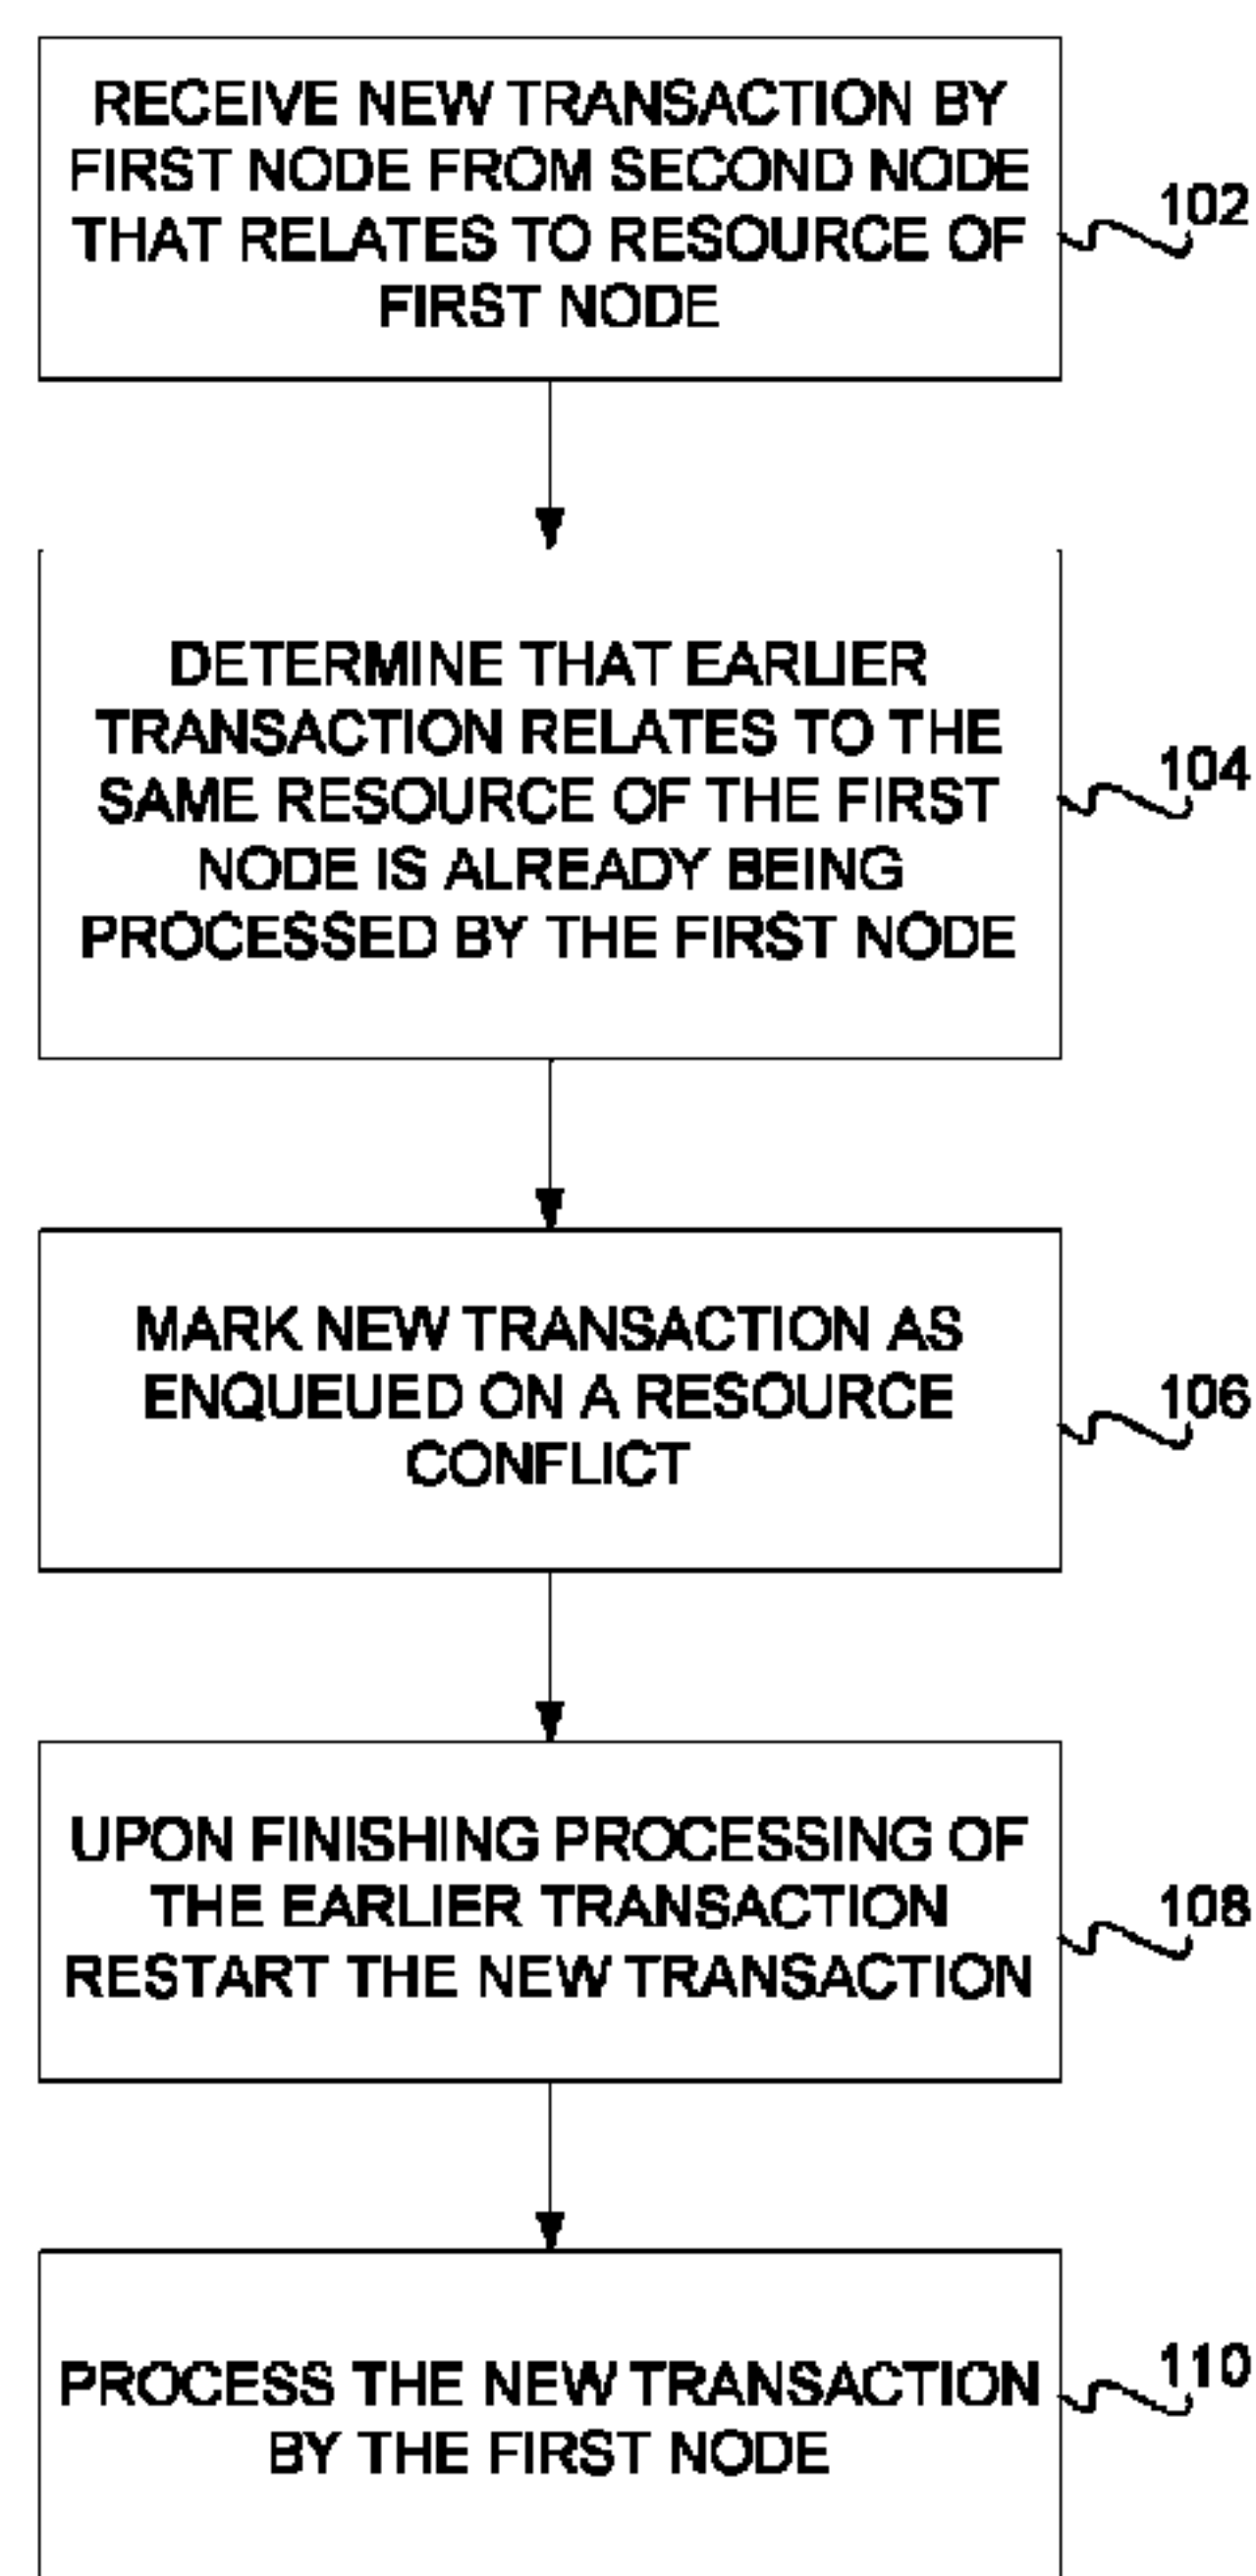 RECEIVE NEW TRANSACTION BY
FIRST NODE FROM SECOND NODE
THAT RELATES TO RESOURCE OF
FIRST NODE
102
DETERMINE THAT EARLIER
TRANSACTION RELATES TO THE
SAME RESOURCE OF THE FIRST
NODE IS ALREADY BEING
PROCESSED BY THE FIRST NODE
104
MARK NEW TRANSACTION AS
ENQUEUED ON A RESOURCE
CONFLICT
106
UPON FINISHING PROCESSING OF
THE EARLIER TRANSACTION
RESTART THE NEW TRANSACTION
108
PROCESS THE NEW TRANSACTION
BY THE FIRST NODE
110